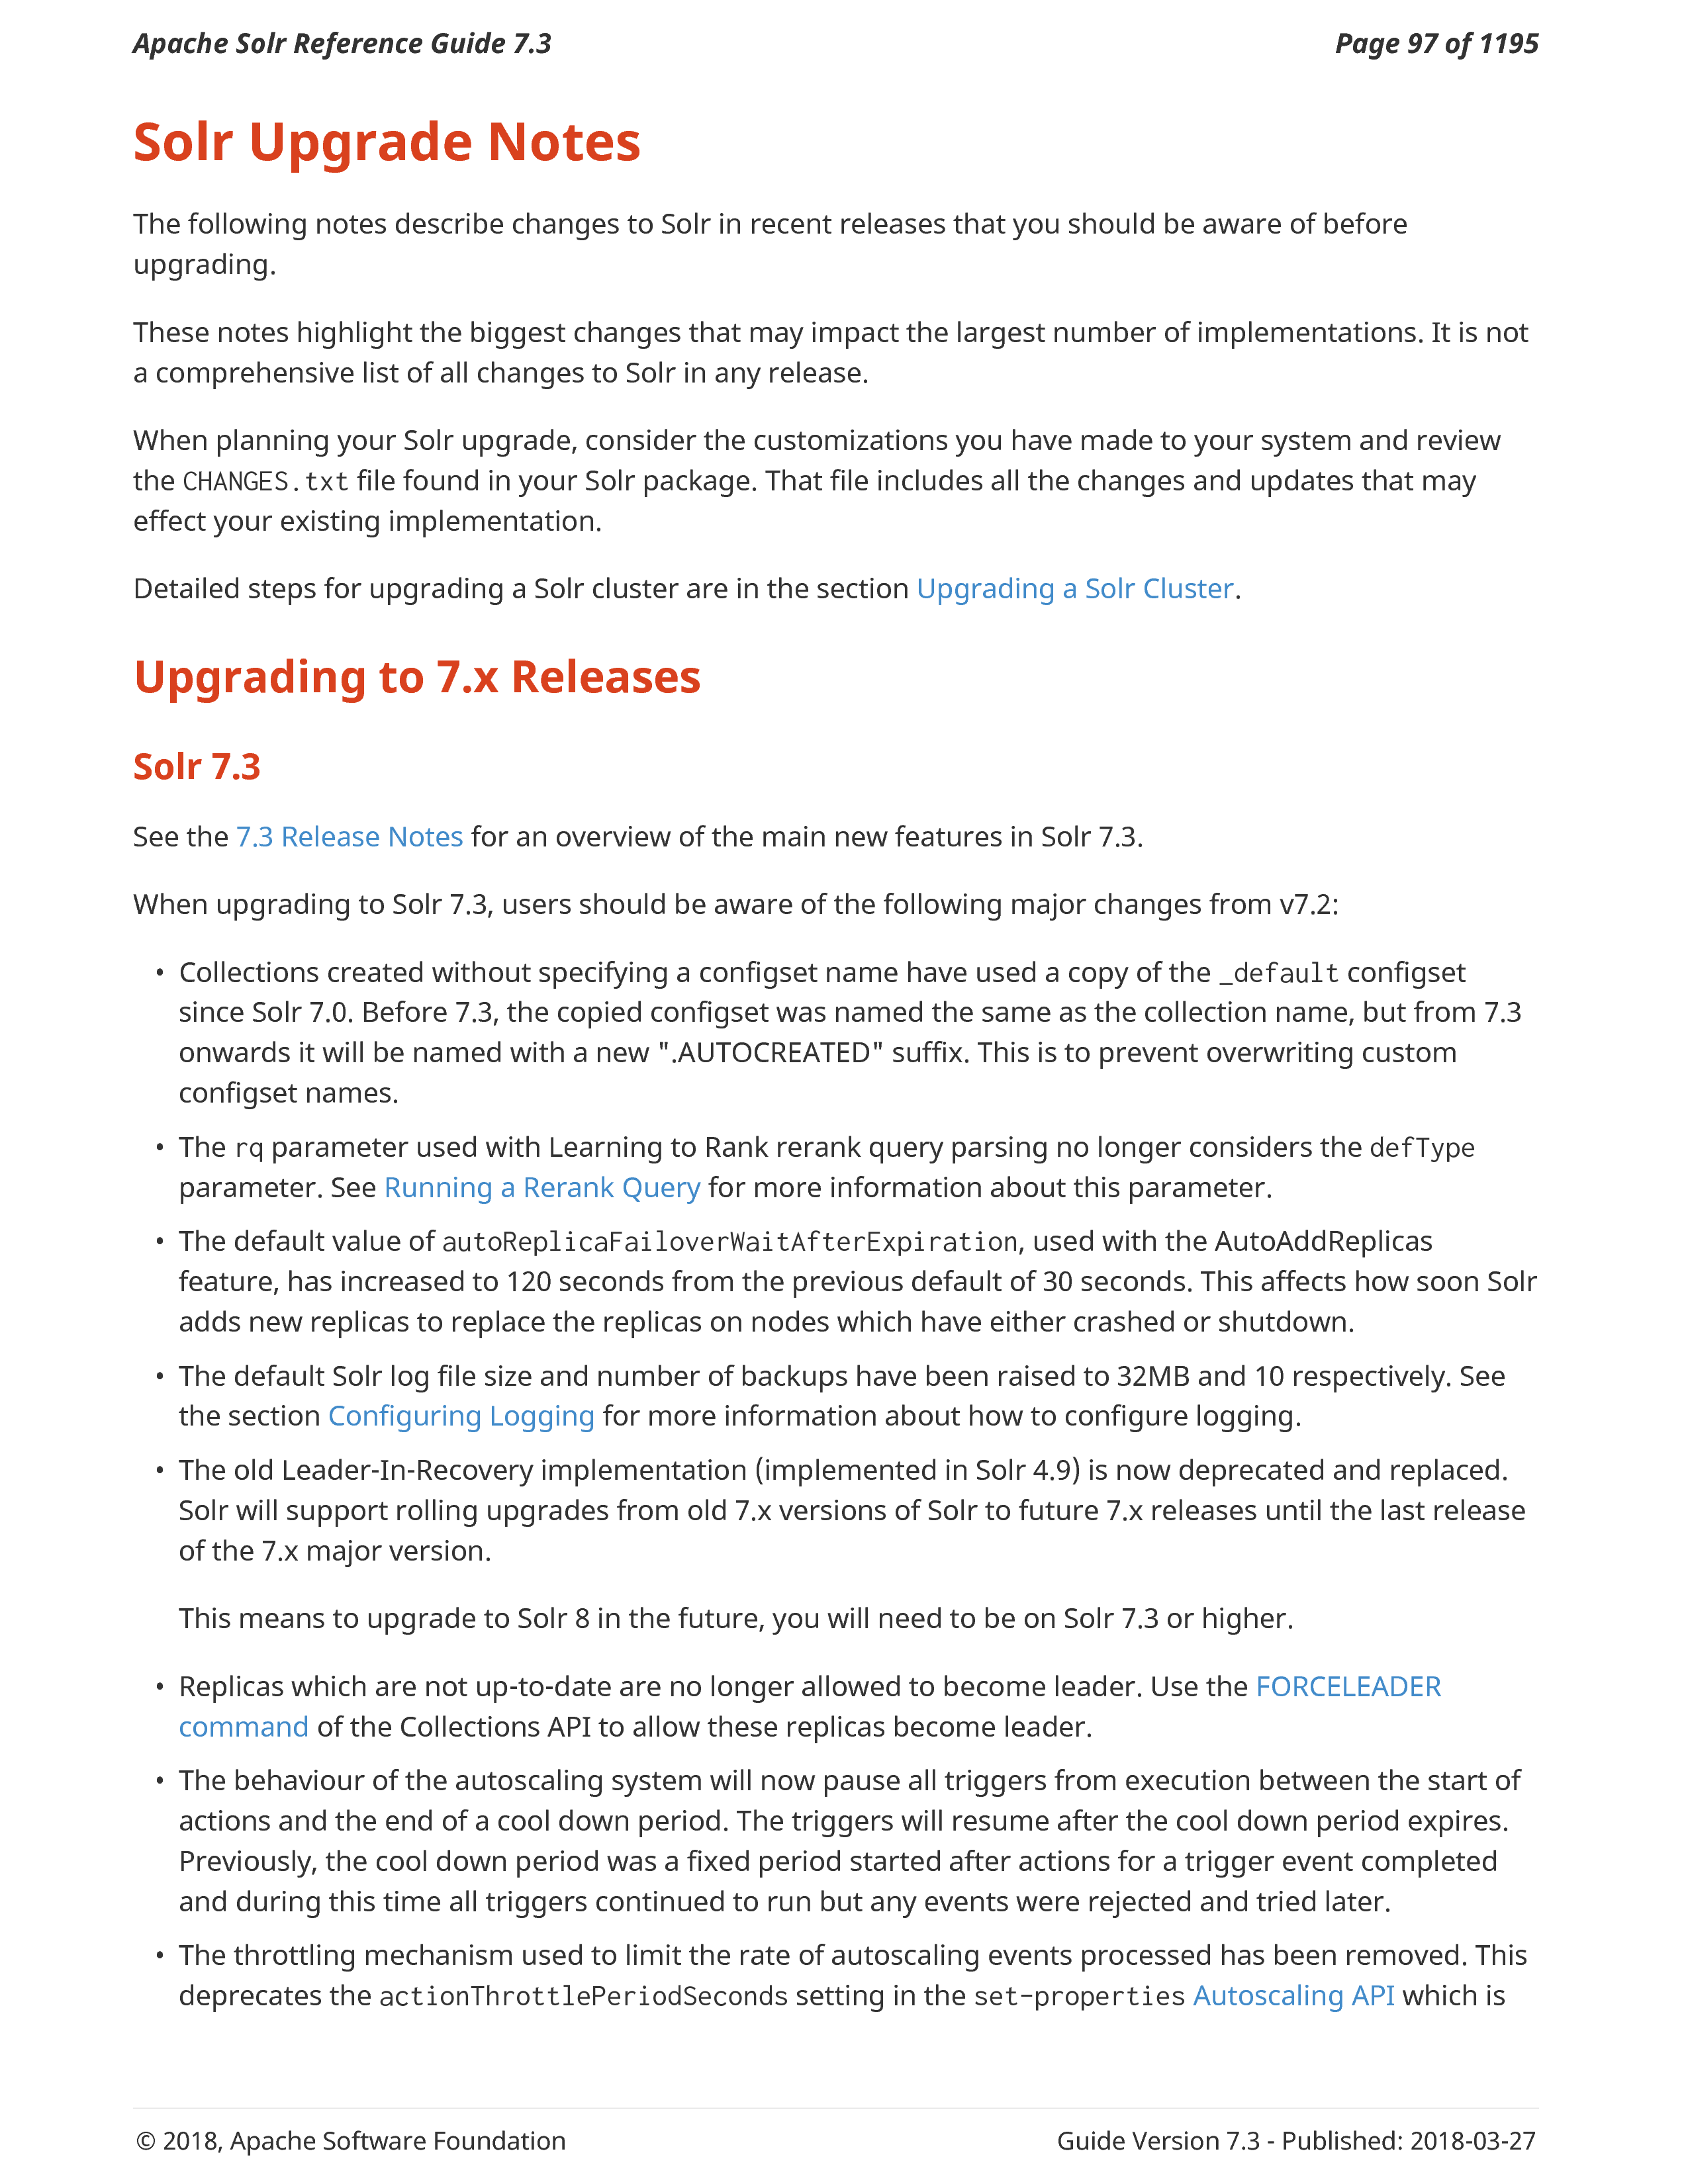 Apache Solr Reference Guide 7.3
Page 97 of 1195
Solr Upgrade Notes
The following notes describe changes to Solr in recent releases that you should be aware of before
upgrading.
These notes highlight the biggest changes that may impact the largest number of implementations. It is not
a comprehensive list of all changes to Solr in any release.
When planning your Solr upgrade, consider the customizations you have made to your system and review
the CHANGES.txt file found in your Solr package. That file includes all the changes and updates that may
effect your existing implementation.
Detailed steps for upgrading a Solr cluster are in the section Upgrading a Solr Cluster.
Upgrading to 7.x Releases
Solr 7.3
See the 7.3 Release Notes for an overview of the main new features in Solr 7.3.
When upgrading to Solr 7.3, users should be aware of the following major changes from v7.2:
• Collections created without specifying a configset name have used a copy of the _default configset
since Solr 7.0. Before 7.3, the copied configset was named the same as the collection name, but from 7.3
onwards it will be named with a new ".AUTOCREATED" suffix. This is to prevent overwriting custom
configset names.
• The rq parameter used with Learning to Rank rerank query parsing no longer considers the defType
parameter. See Running a Rerank Query for more information about this parameter.
• The default value of autoReplicaFailoverWaitAfterExpiration, used with the AutoAddReplicas
feature, has increased to 120 seconds from the previous default of 30 seconds. This affects how soon Solr
adds new replicas to replace the replicas on nodes which have either crashed or shutdown.
• The default Solr log file size and number of backups have been raised to 32MB and 10 respectively. See
the section Configuring Logging for more information about how to configure logging.
• The old Leader-In-Recovery implementation (implemented in Solr 4.9) is now deprecated and replaced.
Solr will support rolling upgrades from old 7.x versions of Solr to future 7.x releases until the last release
of the 7.x major version.
This means to upgrade to Solr 8 in the future, you will need to be on Solr 7.3 or higher.
• Replicas which are not up-to-date are no longer allowed to become leader. Use the FORCELEADER
command of the Collections API to allow these replicas become leader.
• The behaviour of the autoscaling system will now pause all triggers from execution between the start of
actions and the end of a cool down period. The triggers will resume after the cool down period expires.
Previously, the cool down period was a fixed period started after actions for a trigger event completed
and during this time all triggers continued to run but any events were rejected and tried later.
• The throttling mechanism used to limit the rate of autoscaling events processed has been removed. This
deprecates the actionThrottlePeriodSeconds setting in the set-properties Autoscaling API which is
© 2018, Apache Software Foundation
Guide Version 7.3 - Published: 2018-03-27